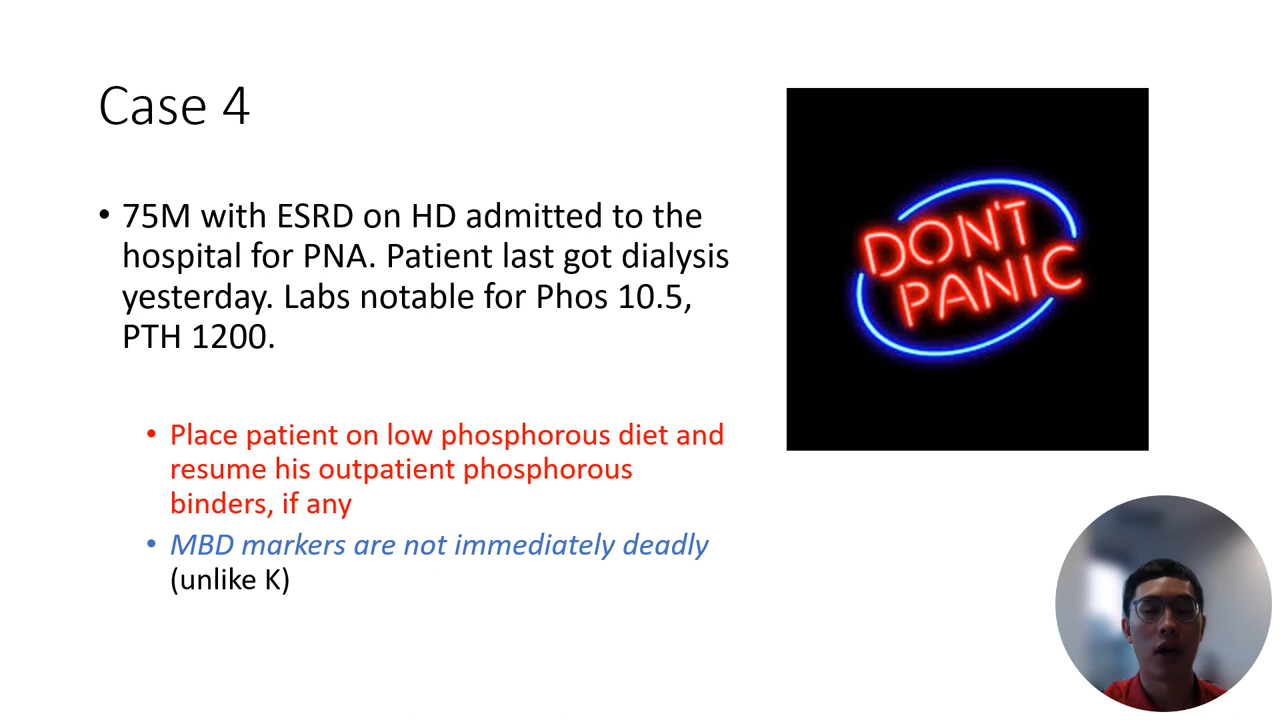 Case 4
• 75M with ESRD on HD admitted to the
hospital for PNA. Patient last got dialysis
yesterday. Labs notable for Phos 10.5,
PTH 1200.
• Place patient on low phosphorous diet and
resume his outpatient phosphorous
binders, if any
• MBD markers are not immediately deadly
(unlike K)
DON'T
PANIC